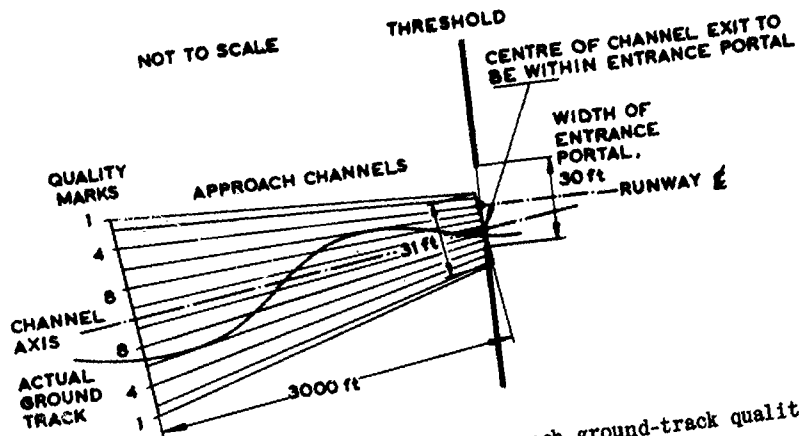 THRESHOLD
NOT TO SCALE
CENTRE OF CHANNEL EXIT TO
BE WITHIN ENTRANCE PORTAL
WIDTH OF
ENTRANCE
PORTAL,
30 ft
QUALITY
MARKS
APPROACH CHANNELS
RUNWAY ℄
1
4
8
31 ft
CHANNEL
AXIS
8
ACTUAL
GROUND
TRACK
4
1
3000 ft
ground-track